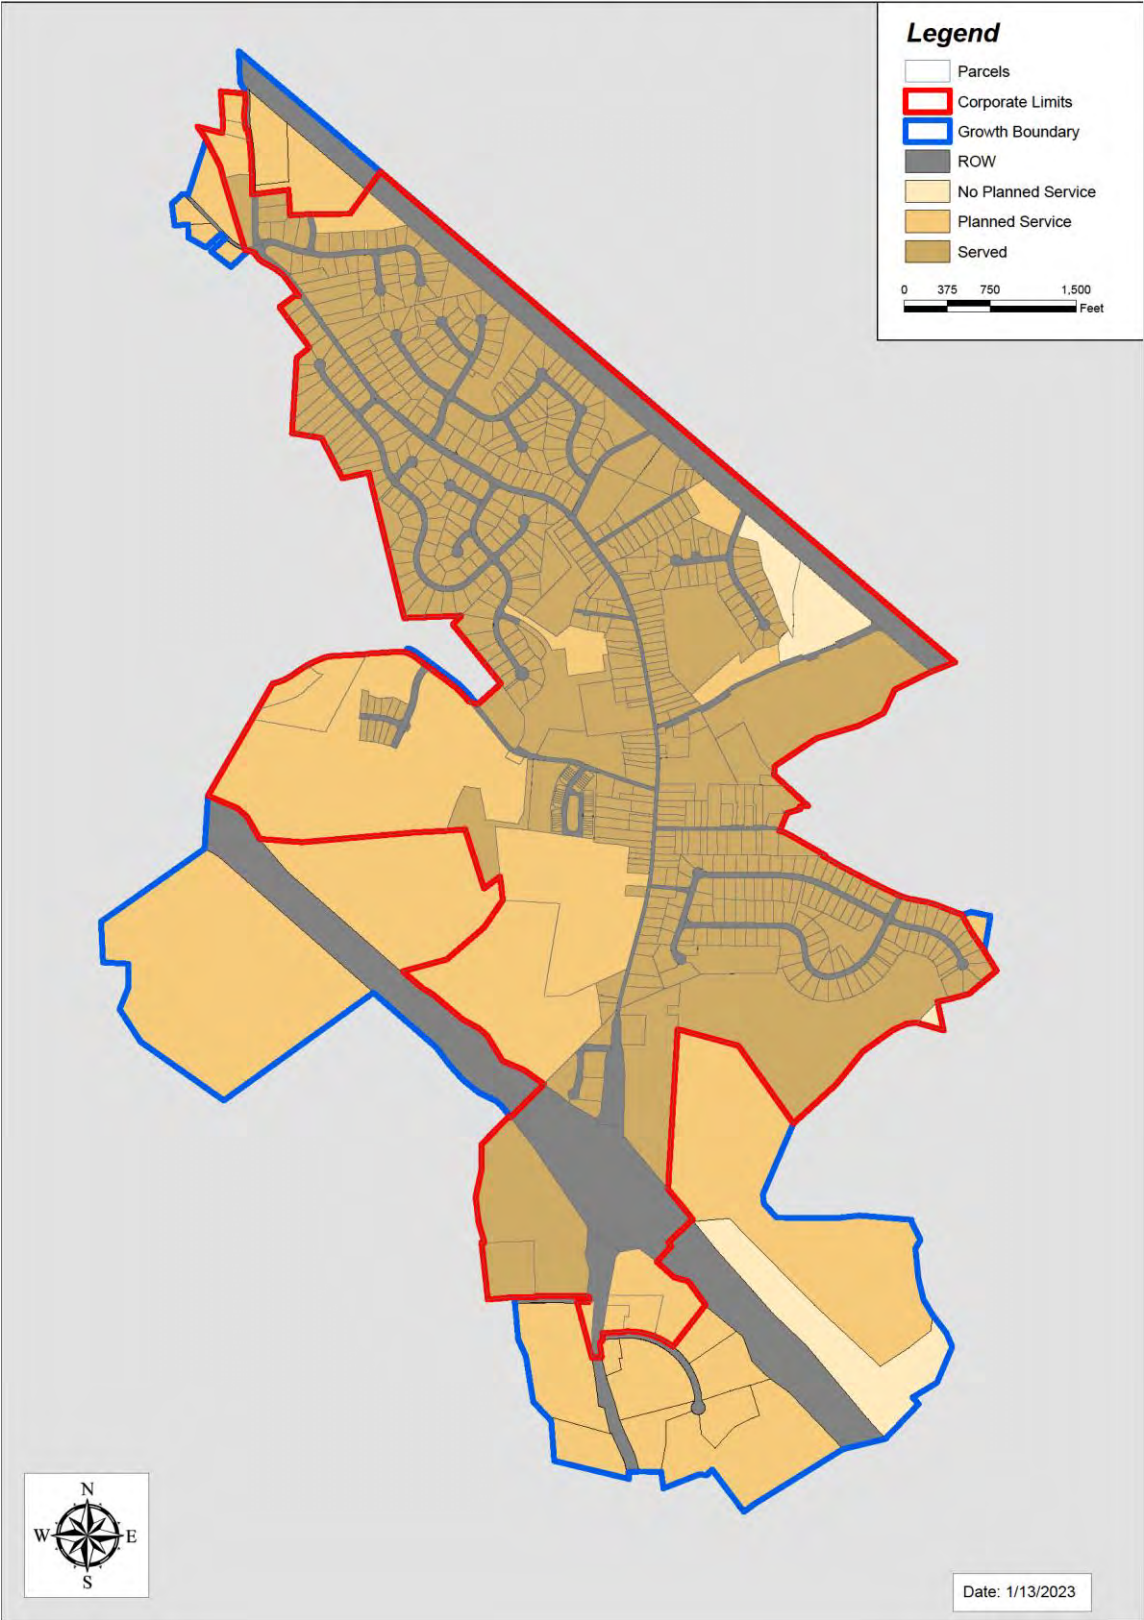 Legend
Parcels
Corporate Limits
Growth Boundary
ROW
No Planned Service
Planned Service
Served
0 375 750 1,500
Feet
N
W E
S
Date: 1/13/2023